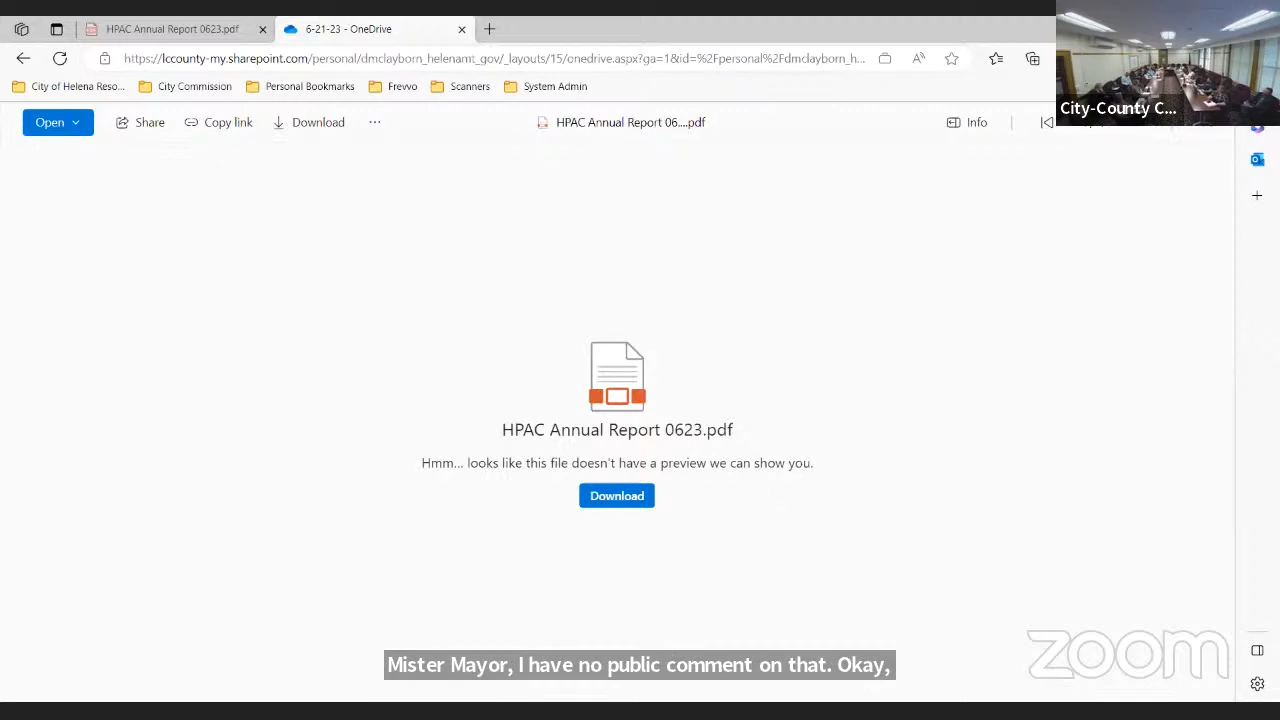 HPAC Annual Report 0623.pdf
6-21-23 - OneDrive
https://lccounty-my.sharepoint.com/personal/dmclayborn_helenamt_gov/_layouts/15/onedrive.aspx?ga=1&id=%2Fpersonal%2Fdmclayborn_h...
City of Helena Reso...
City Commission
Personal Bookmarks
Frevvo
Scanners
System Admin
City-County C...
Open
Share
Copy link
Download
HPAC Annual Report 06....pdf
Info
HPAC Annual Report 0623.pdf
Hmm... looks like this file doesn't have a preview we can show you.
Download
zoom
Mister Mayor, I have no public comment on that. Okay,